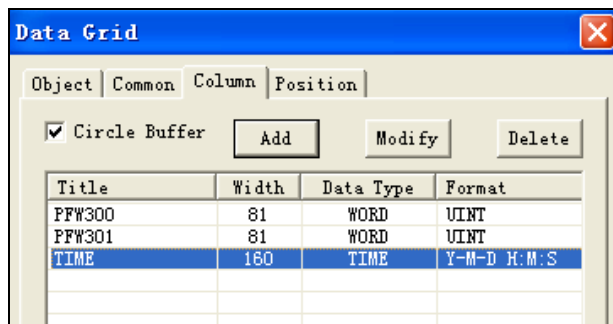 Data Grid
Object Common Column Position
Circle Buffer Add Modify Delete
Title Width Data Type Format
PFW300 81 WORD UINT
PFW301 81 WORD UINT
TIME 160 TIME Y-M-D H:M:S